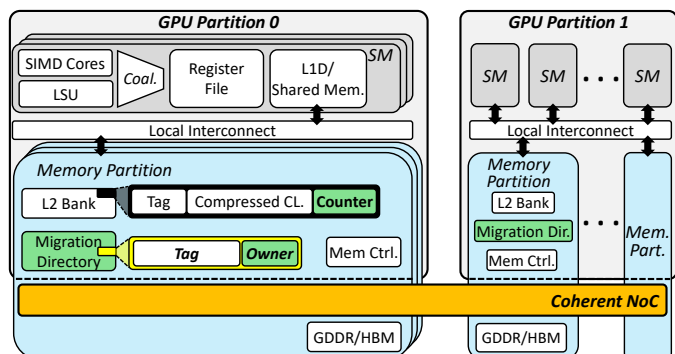 GPU Partition 0
SIMD Cores
LSU
Coal.
Register
File
L1D/
Shared Mem.
SM
Local Interconnect
Memory Partition
L2 Bank
Tag
Compressed CL.
Counter
Migration
Directory
Tag
Owner
Mem Ctrl.
GDDR/HBM
GPU Partition 1
SM
SM
. . .
SM
Local Interconnect
Memory
Partition
L2 Bank
Migration Dir.
Mem Ctrl.
. . .
Mem.
Part.
Coherent NoC
GDDR/HBM